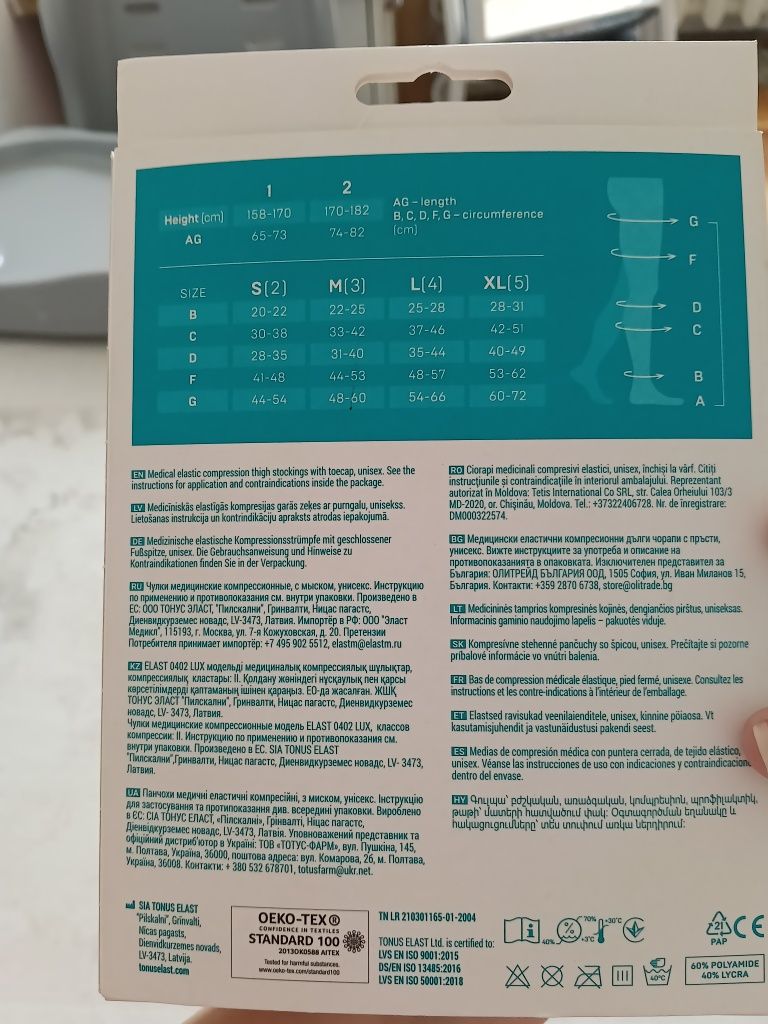 1 2
Height (cm) 158-170 170-182
AG 65-73 74-82
AG – length
B, C, D, F, G – circumference
(cm)
SIZE S(2) M(3) L(4) XL(5)
B 20-22 22-25 25-28 28-31
C 30-38 33-42 37-46 42-51
D 28-35 31-40 35-44 40-49
F 41-48 44-53 48-57 53-62
G 44-54 48-60 54-66 60-72
G
F
D
C
B
A
EN Medical elastic compression thigh stockings with toecap, unisex. See the
instructions for application and contraindications inside the package.
LV Medicīniskās elastīgās kompresijas garās zeķes ar purngalu, unisekss.
Lietošanas instrukcija un kontrindikāciju apraksts atrodas iepakojumā.
DE Medizinische elastische Kompressionsstrümpfe mit geschlossener
Fußspitze, unisex. Die Gebrauchsanweisung und Hinweise zu
Kontraindikationen finden Sie in der Verpackung.
RU Чулки медицинские компрессионные, с мыском, унисекс. Инструкцию
по применению и противопоказания см. внутри упаковки. Произведено в
ЕС: ООО ТОНУС ЭЛАСТ, "Пилскални", Гринвалти, Ницас пагастс,
Диенвидкурземес новадс, LV-3473, Латвия. Импортёр в РФ: ООО "Эласт
Медикл", 115193, г. Москва, ул. 7-я Кожуховская, д. 20. Претензии
Потребителя принимает импортёр: +7 495 902 5512, elastm@elastm.ru
KZ ELAST 0402 LUX модельді медициналық компрессиялық шұлықтар,
компрессиялық кластары: II. Қолдану жөніндегі нұсқаулық пен қарсы
көрсетілімдерді қаптаманың ішінен қараңыз. ЕО-да жасалған. ЖШҚ
ТОНУС ЭЛАСТ "Пилскални", Гринвалти, Ницас пагастс, Диенвидкурземес
новадс, LV- 3473, Латвия.
Чулки медицинские компрессионные модель ELAST 0402 LUX, классов
компрессии: II. Инструкцию по применению и противопоказания см.
внутри упаковки. Произведено в ЕС. SIA TONUS ELAST
"Пилскални",Гринвалти, Ницас пагастс, Диенвидкурземес новадс, LV- 3473,
Латвия.
UA Панчохи медичні еластичні компресійні, з миском, унісекс. Інструкцію
для застосування та протипоказання див. всередині упаковки. Вироблено
в ЄС: СІА ТОНУС ЕЛАСТ, «Пілскалні», Грінвалті, Ніцас пагастс,
Дієнвідкурземес новадс, LV-3473, Латвія. Уповноважений представник та
офіційний дистриб'ютор в Україні: ТОВ «ТОТУС-ФАРМ», вул. Пушкіна, 145,
м. Полтава, Україна, 36000, поштова адреса: вул. Комарова, 2б, м. Полтава,
Україна, 36008. Контакти: + 380 532 678701, totusfarm@ukr.net.
RO Ciorapi medicinali compresivi elastici, unisex, închiși la vârf. Citiți
instrucțiunile și contraindicațiile în interiorul ambalajului. Reprezentant
autorizat în Moldova: Tetis International Co SRL, str. Calea Orheiului 103/3
MD-2020, or. Chișinău, Moldova. Tel.: +37322406728. Nr. de înregistrare:
DM000322574.
BG Медицински еластични компресионни дълги чорапи с пръсти,
унисекс. Вижте инструкциите за употреба и описание на
противопоказанията в опаковката. Изключителен представител за
България: ОЛИТРЕЙД БЪЛГАРИЯ ООД, 1505 София, ул. Иван Миланов 15,
България. Контакти: +359 2870 6738, store@olitrade.bg
LT Medicininės tamprios kompresinės kojinės, dengiančios pirštus, uniseksas.
Informacinis gaminio naudojimo lapelis – pakuotės viduje.
SK Kompresívne stehenné pančuchy so špicou, unisex. Prečítajte si pozorne
príbalové informácie vo vnútri balenia.
FR Bas de compression médicale élastique, pied fermé, unisexe. Consultez les
instructions et les contre-indications à l'intérieur de l'emballage.
ET Elastsed ravisukad veenilaienditele, unisex, kinnine pöiaosa. Vt
kasutamisjuhendit ja vastunäidustusi pakendi seest.
ES Medias de compresión médica con puntera cerrada, de tejido elástico,
unisex. Véanse las instrucciones de uso con indicaciones y contraindicacione
dentro del envase.
HY Գուլպա՝ բժշկական, առաձգական, կոմպրեսիոն, պրոֆիլակտիկ,
թաթի՝ մատերի հատվածում փակ: Օգտագործման եղանակը և
հակացուցումները՝ տես տուփում առկա ներդիրում:
SIA TONUS ELAST
"Pilskalni", Grinvalti,
Nicas pagasts,
Dienvidkurzemes novads,
LV-3473, Latvija.
tonuselast.com
OEKO-TEX®
CONFIDENCE IN TEXTILES
STANDARD 100
2013OK0588 AITEX
Tested for harmful substances.
www.oeko-tex.com/standard100
TN LR 210301165-01-2004
TONUS ELAST Ltd. is certified to:
LVS EN ISO 9001:2015
DS/EN ISO 13485:2016
LVS EN ISO 50001:2018
40% 70% +3°C +30°C
40°C
21
PAP
CE
60% POLYAMIDE
40% LYCRA